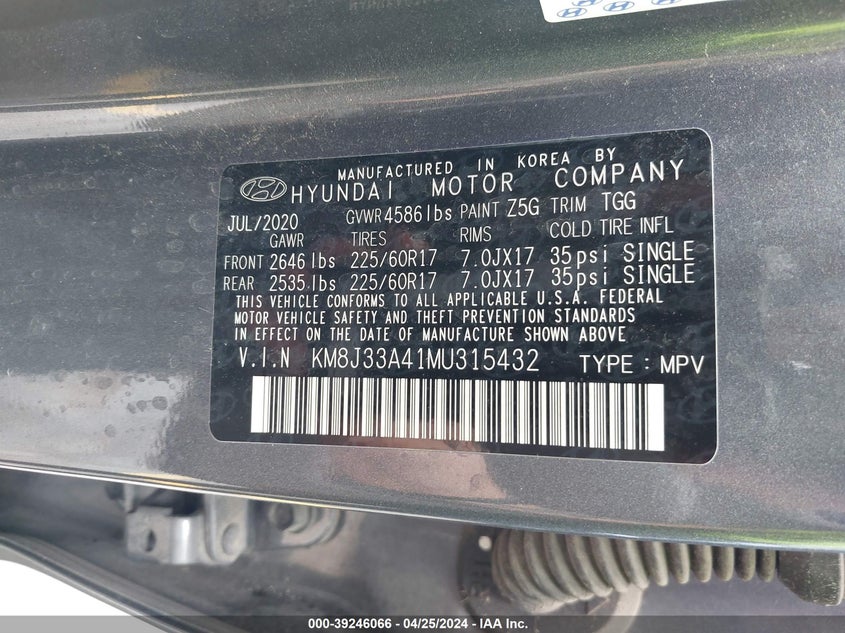 MANUFACTURED IN KOREA BY
HYUNDAI MOTOR COMPANY
JUL/2020 GVWR 4586 lbs PAINT Z5G TRIM TGG
GAWR TIRES RIMS COLD TIRE INFL
FRONT 2646 lbs 225/60R17 7.0JX17 35psi SINGLE
REAR 2535 lbs 225/60R17 7.0JX17 35psi SINGLE
THIS VEHICLE CONFORMS TO ALL APPLICABLE U.S.A. FEDERAL
MOTOR VEHICLE SAFETY AND THEFT PREVENTION STANDARDS
IN EFFECT ON THE DATE OF MANUFACTURE SHOWN ABOVE
V.I.N KM8J33A41MU315432 TYPE : MPV
000-39246066 - 04/25/2024 - IAA Inc.